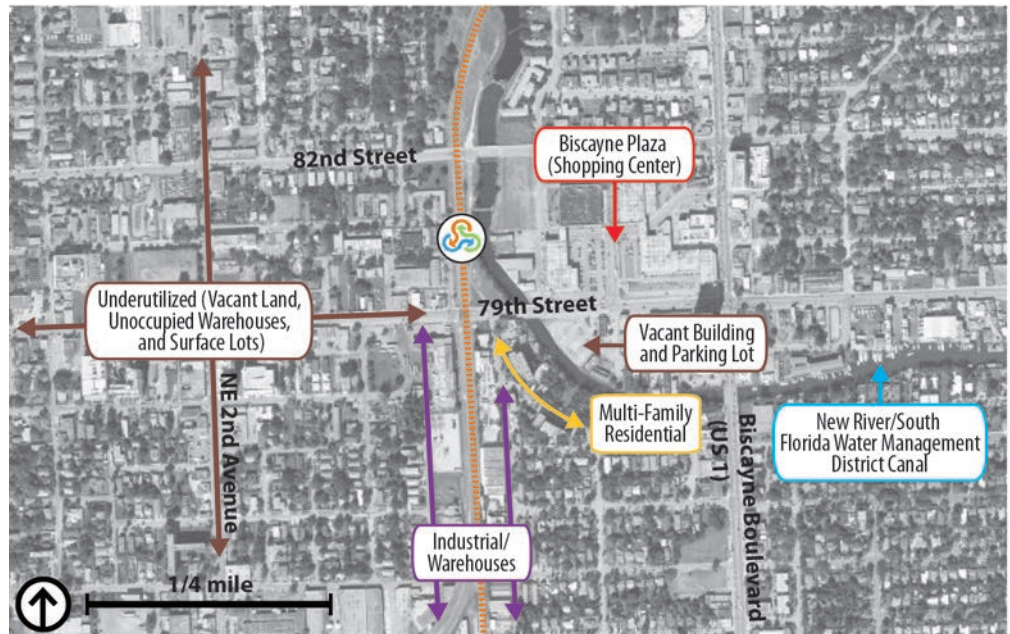 82nd Street
Biscayne Plaza
(Shopping Center)
79th Street
Underutilized (Vacant Land,
Unoccupied Warehouses,
and Surface Lots)
Vacant Building
and Parking Lot
NE 2nd Avenue
Multi-Family
Residential
Biscayne Boulevard
(US 1)
New River/South
Florida Water Management
District Canal
Industrial/
Warehouses
1/4 mile